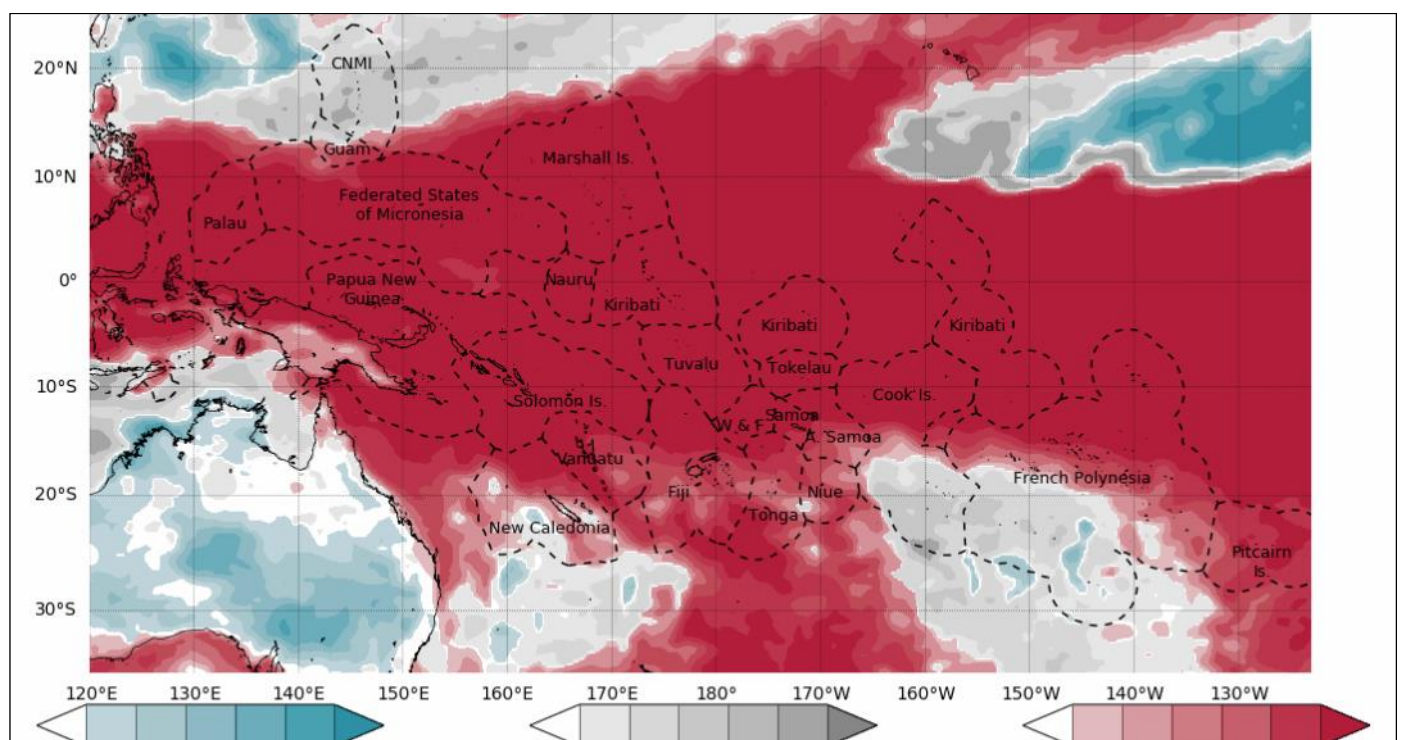 20°N
CNMI
Guam
Marshall Is.
10°N
Federated States
of Micronesia
Palau
0°
Papua New
Guinea
Nauru
Kiribati
Kiribati
Kiribati
Tuvalu
Tokelau
10°S
Solomon Is.
Cook Is.
W & F
Samoa
A. Samoa
Vanuatu
20°S
Fiji
Niue
French Polynesia
Tonga
New Caledonia
Pitcairn
Is
30°S
120°E 130°E 140°E 150°E 160°E 170°E 180° 170°W 160°W 150°W 140°W 130°W